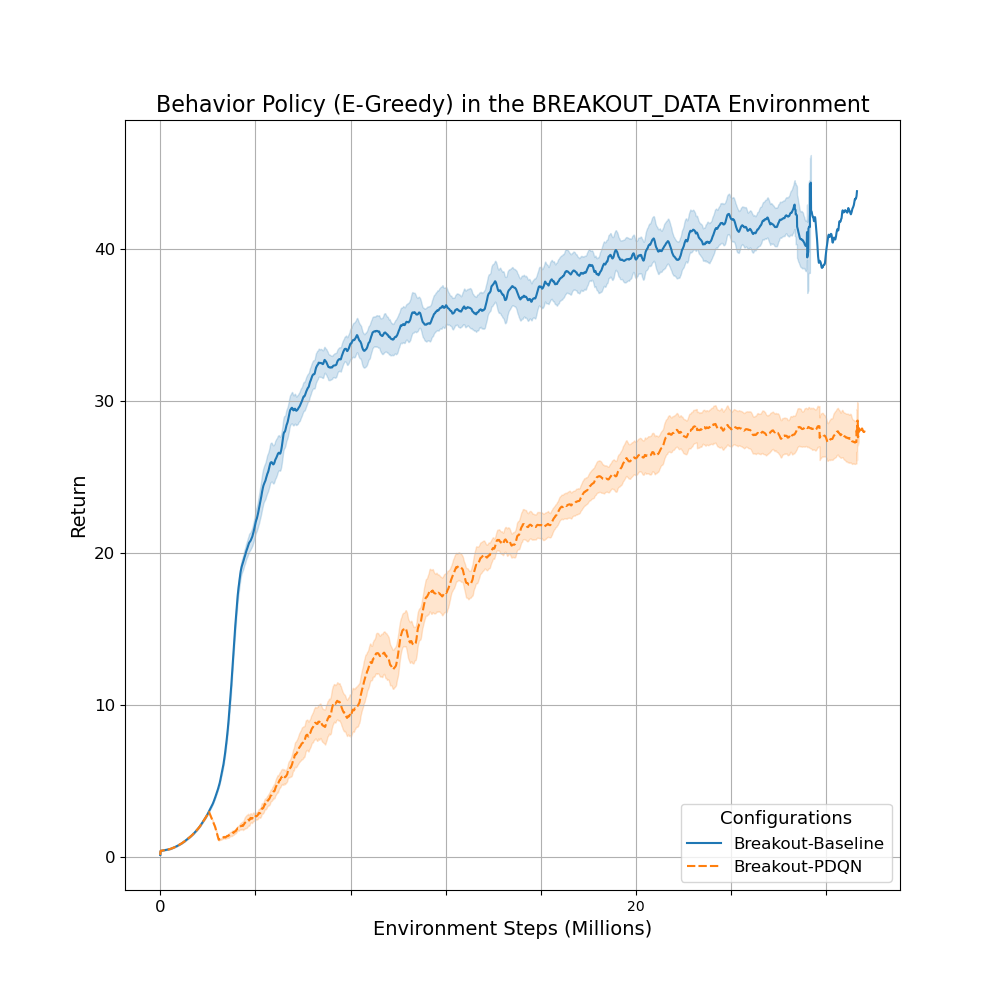 Behavior Policy (E-Greedy) in the BREAKOUT_DATA Environment
Return
40
30
20
10
0
0
20
Environment Steps (Millions)
Configurations
Breakout-Baseline
Breakout-PDQN